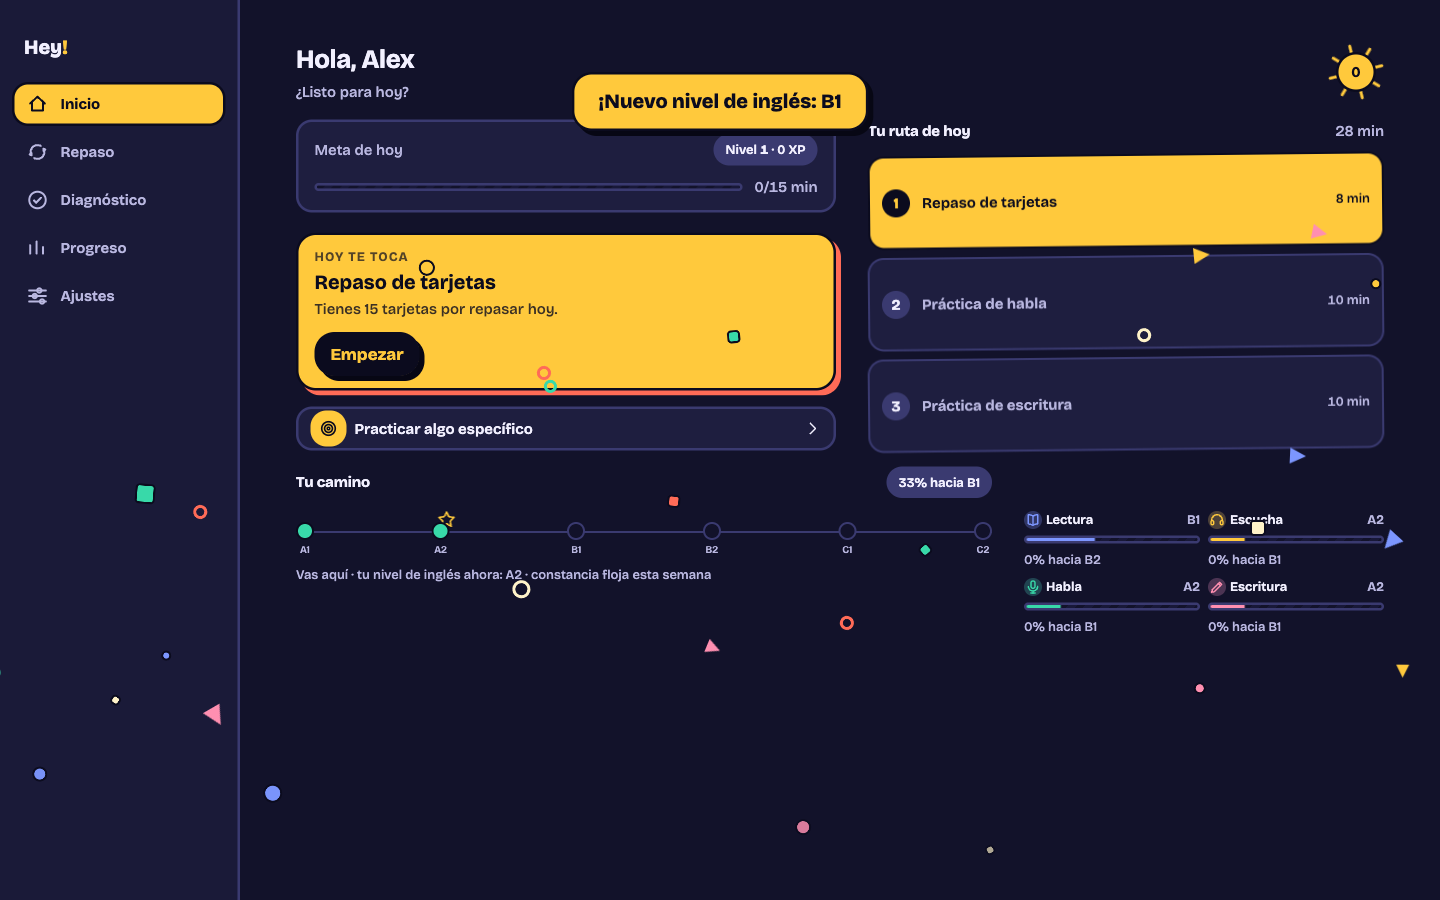 Hey!
Inicio
Repaso
Diagnóstico
Progreso
Ajustes
Hola, Alex
¿Listo para hoy?
0
¡Nuevo nivel de inglés: B1
Meta de hoy
Nivel 1 · 0 XP
0/15 min
HOY TE TOCA
Repaso de tarjetas
Tienes 15 tarjetas por repasar hoy.
Empezar
Practicar algo específico
Tu ruta de hoy
28 min
1 Repaso de tarjetas 8 min
2 Práctica de habla 10 min
3 Práctica de escritura 10 min
Tu camino
33% hacia B1
A1 A2 B1 B2 C1 C2
Vas aquí · tu nivel de inglés ahora: A2 · constancia floja esta semana
Lectura B1
0% hacia B2
Escucha A2
0% hacia B1
Habla A2
0% hacia B1
Escritura A2
0% hacia B1